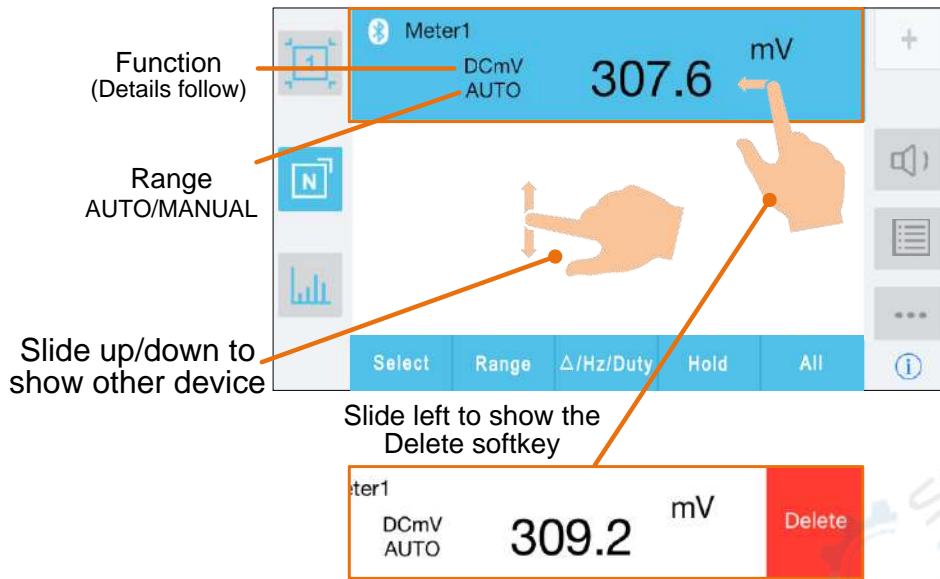 Meter1
DCmV
AUTO
307.6
mV
Function
(Details follow)
Range
AUTO/MANUAL
1
N
Slide up/down to
show other device
Select Range Δ/Hz/Duty Hold All
Slide left to show the
Delete softkey
eter1
DCmV
AUTO
309.2
mV
Delete